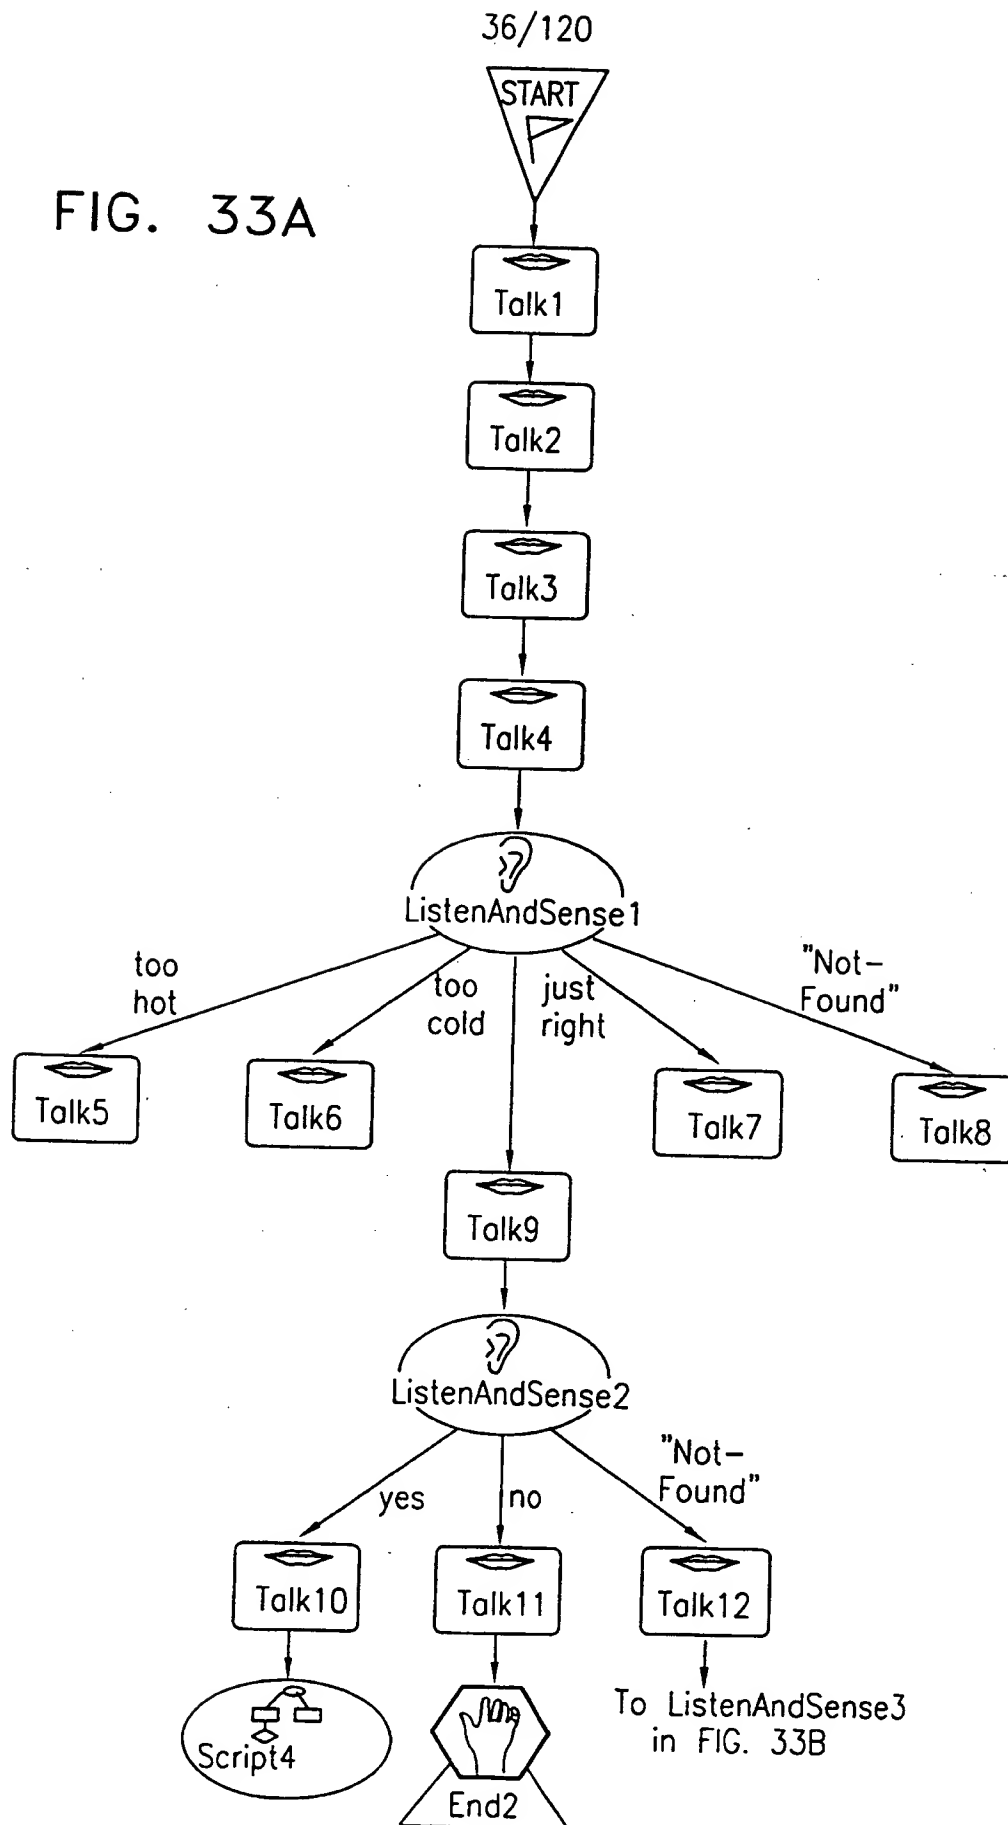 36/120
START
FIG. 33A
Talk1
Talk2
Talk3
Talk4
ListenAndSense1
too
hot
too
cold
just
right
"Not-
Found"
Talk5
Talk6
Talk7
Talk8
Talk9
ListenAndSense2
yes
no
"Not-
Found"
Talk10
Talk11
Talk12
Script4
End2
To ListenAndSense3
in FIG. 33B